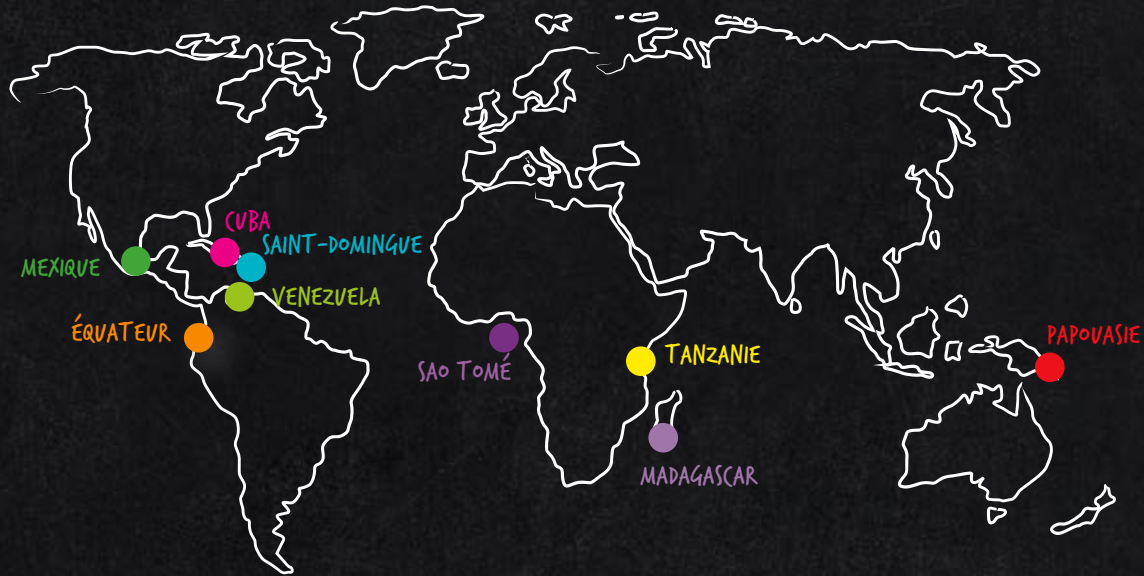 CUBA
SAINT-DOMINGUE
MEXIQUE
VENEZUELA
ÉQUATEUR
PAPOUASIE
TANZANIE
SAO TOMÉ
MADAGASCAR